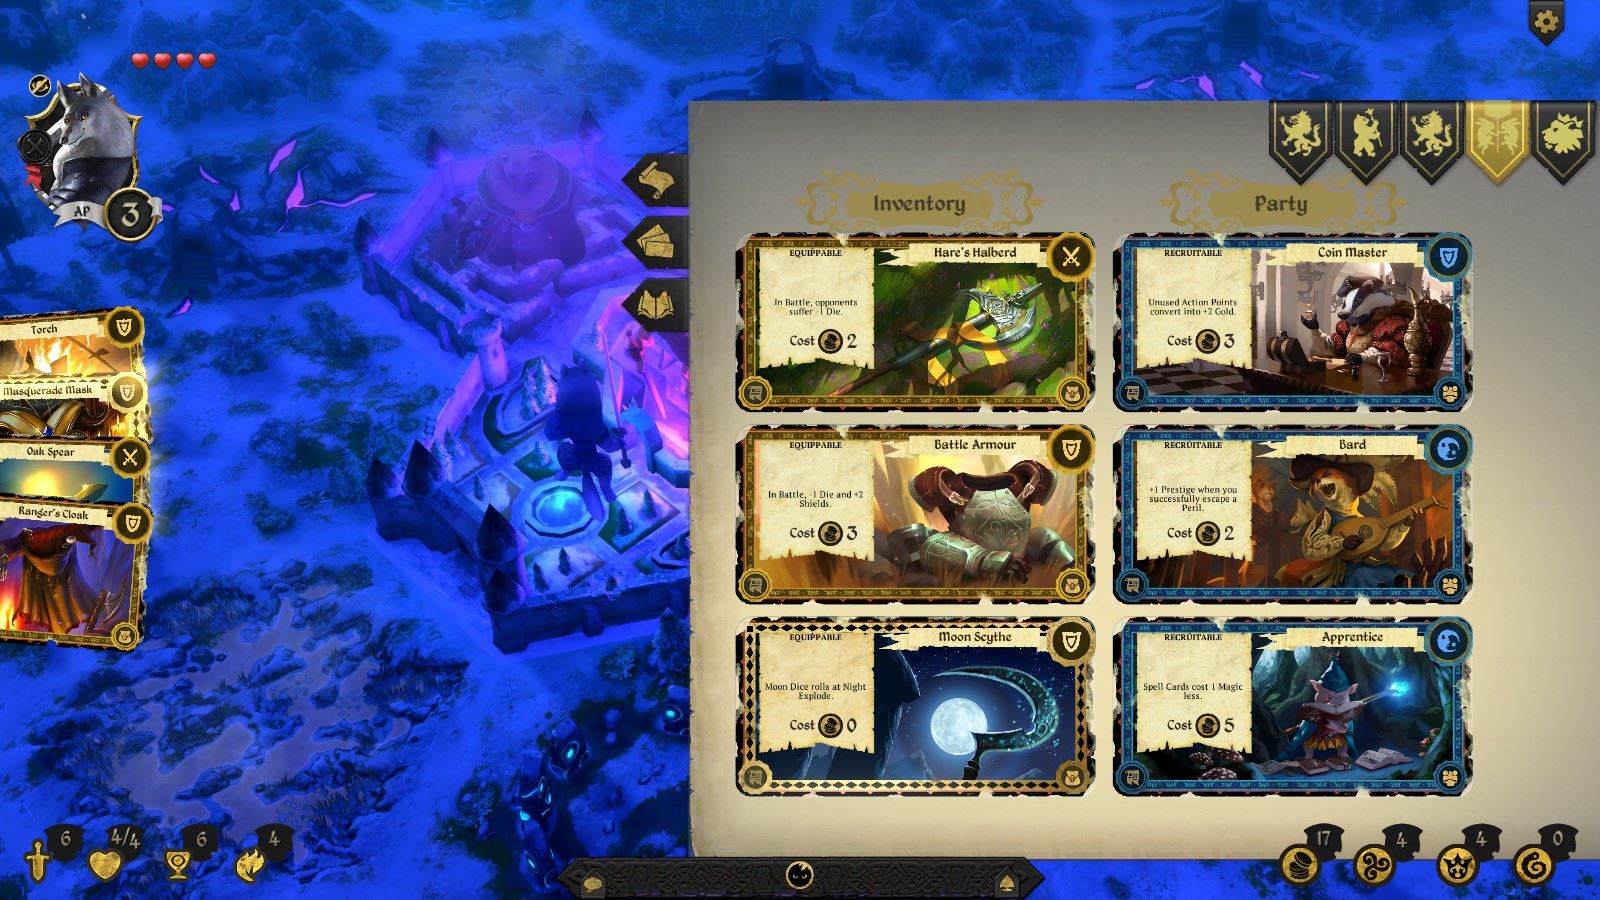 AP
3
Torch
Masquerade Mask
Oak Spear
Ranger's Cloak
6
4/4
6
4
Inventory
Party
EQUIPPABLE
Hare's Halberd
In Battle, opponents
suffer -1 Die.
Cost 2
RECRUITABLE
Coin Master
Unused Action Points
convert into +2 Gold.
Cost 3
EQUIPPABLE
Battle Armour
In Battle, -1 Die and +2
Shields.
Cost 3
RECRUITABLE
Bard
+1 Prestige when you
successfully escape a
Peril.
Cost 2
EQUIPPABLE
Moon Scythe
Moon Dice rolls at Night
Explode.
Cost 0
RECRUITABLE
Apprentice
Spell Cards cost 1 Magic
less.
Cost 5
17
4
4
0